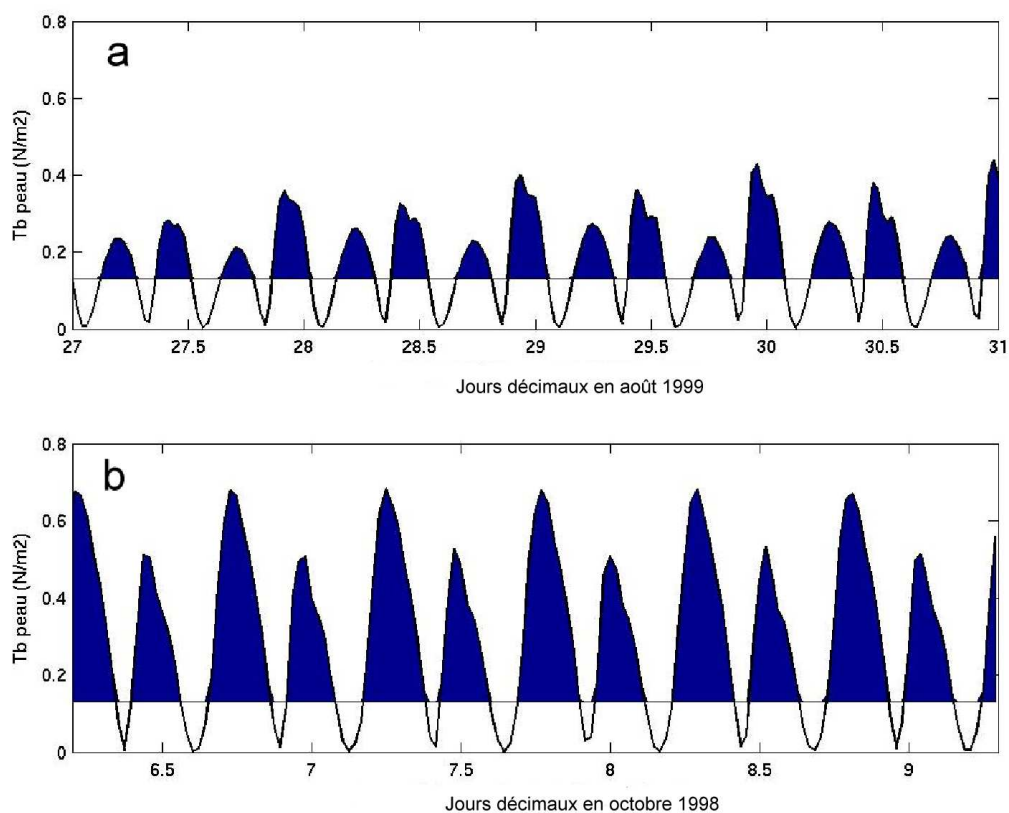 a
Tb peau (N/m2)
0.8
0.6
0.4
0.2
0
27 27.5 28 28.5 29 29.5 30 30.5 31
Jours décimaux en août 1999
b
Tb peau (N/m2)
0.8
0.6
0.4
0.2
0
6.5 7 7.5 8 8.5 9
Jours décimaux en octobre 1998